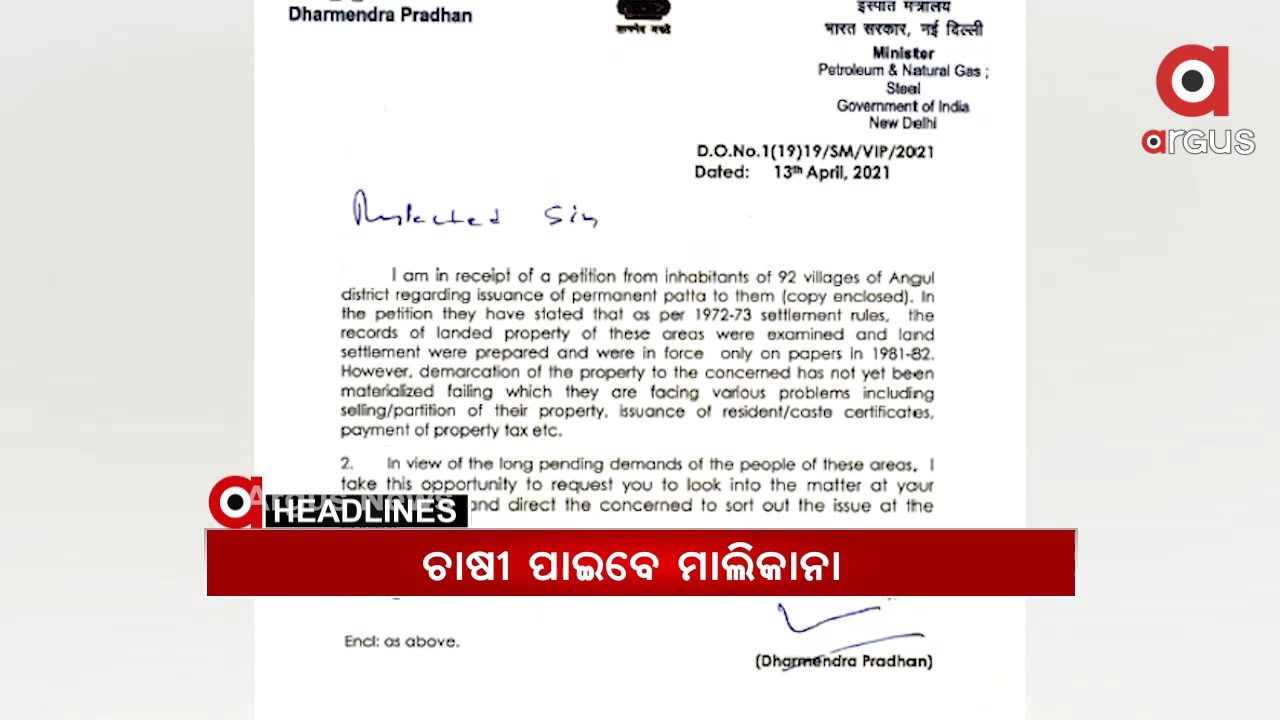 Dharmendra Pradhan
सत्यमेव जयते
इस्पात मंत्रालय
भारत सरकार, नई दिल्ली
Minister
Petroleum & Natural Gas ;
Steel
Government of India
New Delhi
argus
D.O.No.1(19)19/SM/VIP/2021
Dated: 13th April, 2021
Respected Sir,
I am in receipt of a petition from inhabitants of 92 villages of Angul
district regarding issuance of permanent patta to them (copy enclosed). In
the petition they have stated that as per 1972-73 settlement rules, the
records of landed property of these areas were examined and land
settlement were prepared and were in force only on papers in 1981-82.
However, demarcation of the property to the concerned has not yet been
materialized failing which they are facing various problems including
selling/partition of their property, issuance of resident/caste certificates,
payment of property tax etc.
2. In view of the long pending demands of the people of these areas, I
take this opportunity to request you to look into the matter at your
and direct the concerned to sort out the issue at the
ARGUS NEWS
HEADLINES
ଚାଷୀ ପାଇବେ ମାଲିକାନା
Encl: as above.
(Dharmendra Pradhan)